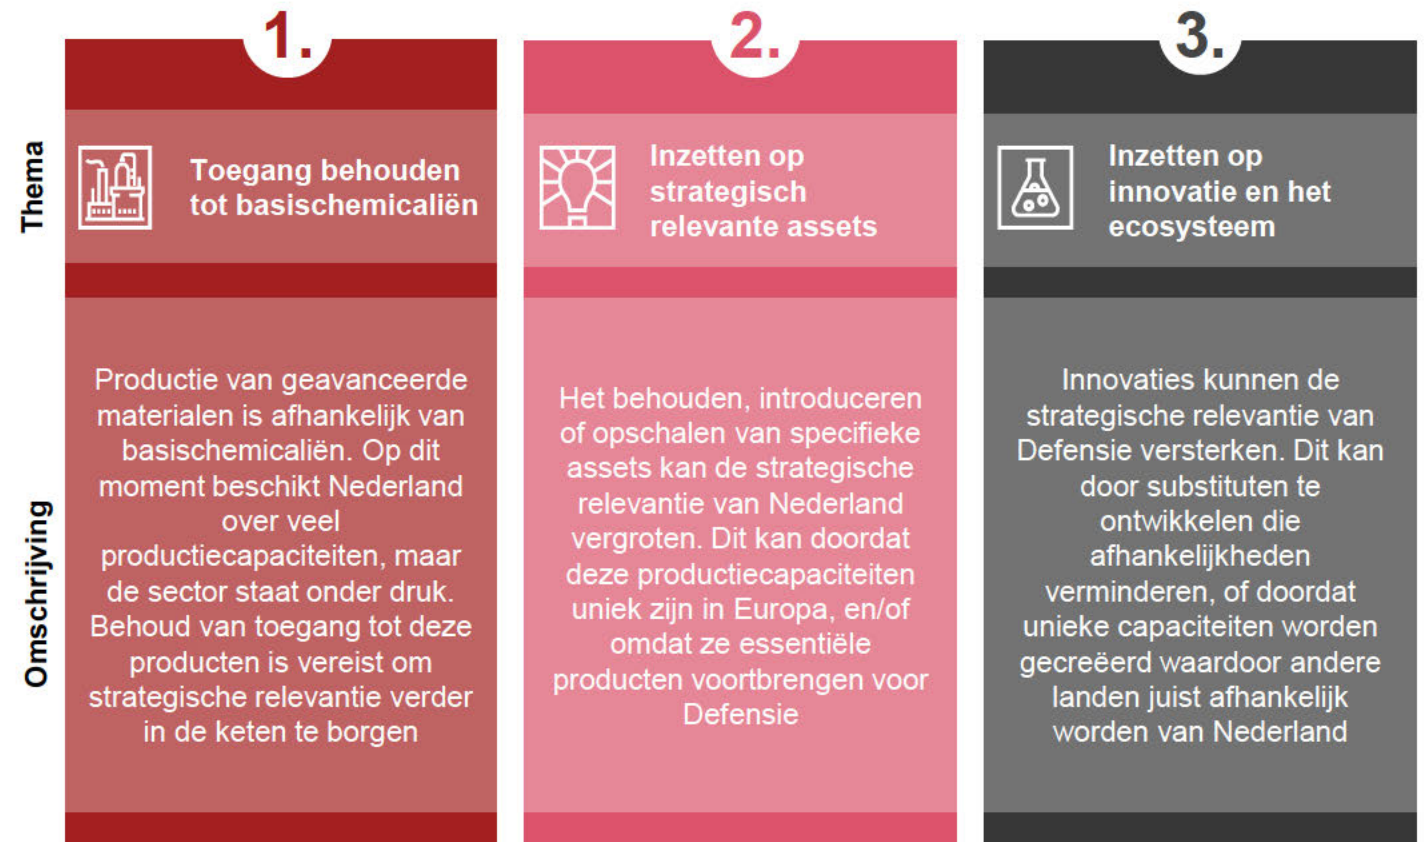 Thema
Omschrijving
1.
Toegang behouden
tot basischemicaliën
Productie van geavanceerde
materialen is afhankelijk van
basischemicaliën. Op dit
moment beschikt Nederland
over veel
productiecapaciteiten, maar
de sector staat onder druk.
Behoud van toegang tot deze
producten is vereist om
strategische relevantie verder
in de keten te borgen
2.
Inzetten op
strategisch
relevante assets
Het behouden, introduceren
of opschalen van specifieke
assets kan de strategische
relevantie van Nederland
vergroten. Dit kan doordat
deze productiecapaciteiten
uniek zijn in Europa, en/of
omdat ze essentiële
producten voortbrengen voor
Defensie
3.
Inzetten op
innovatie en het
ecosysteem
Innovaties kunnen de
strategische relevantie van
Defensie versterken. Dit kan
door substituten te
ontwikkelen die
afhankelijkheden
verminderen, of doordat
unieke capaciteiten worden
gecreëerd waardoor andere
landen juist afhankelijk
worden van Nederland